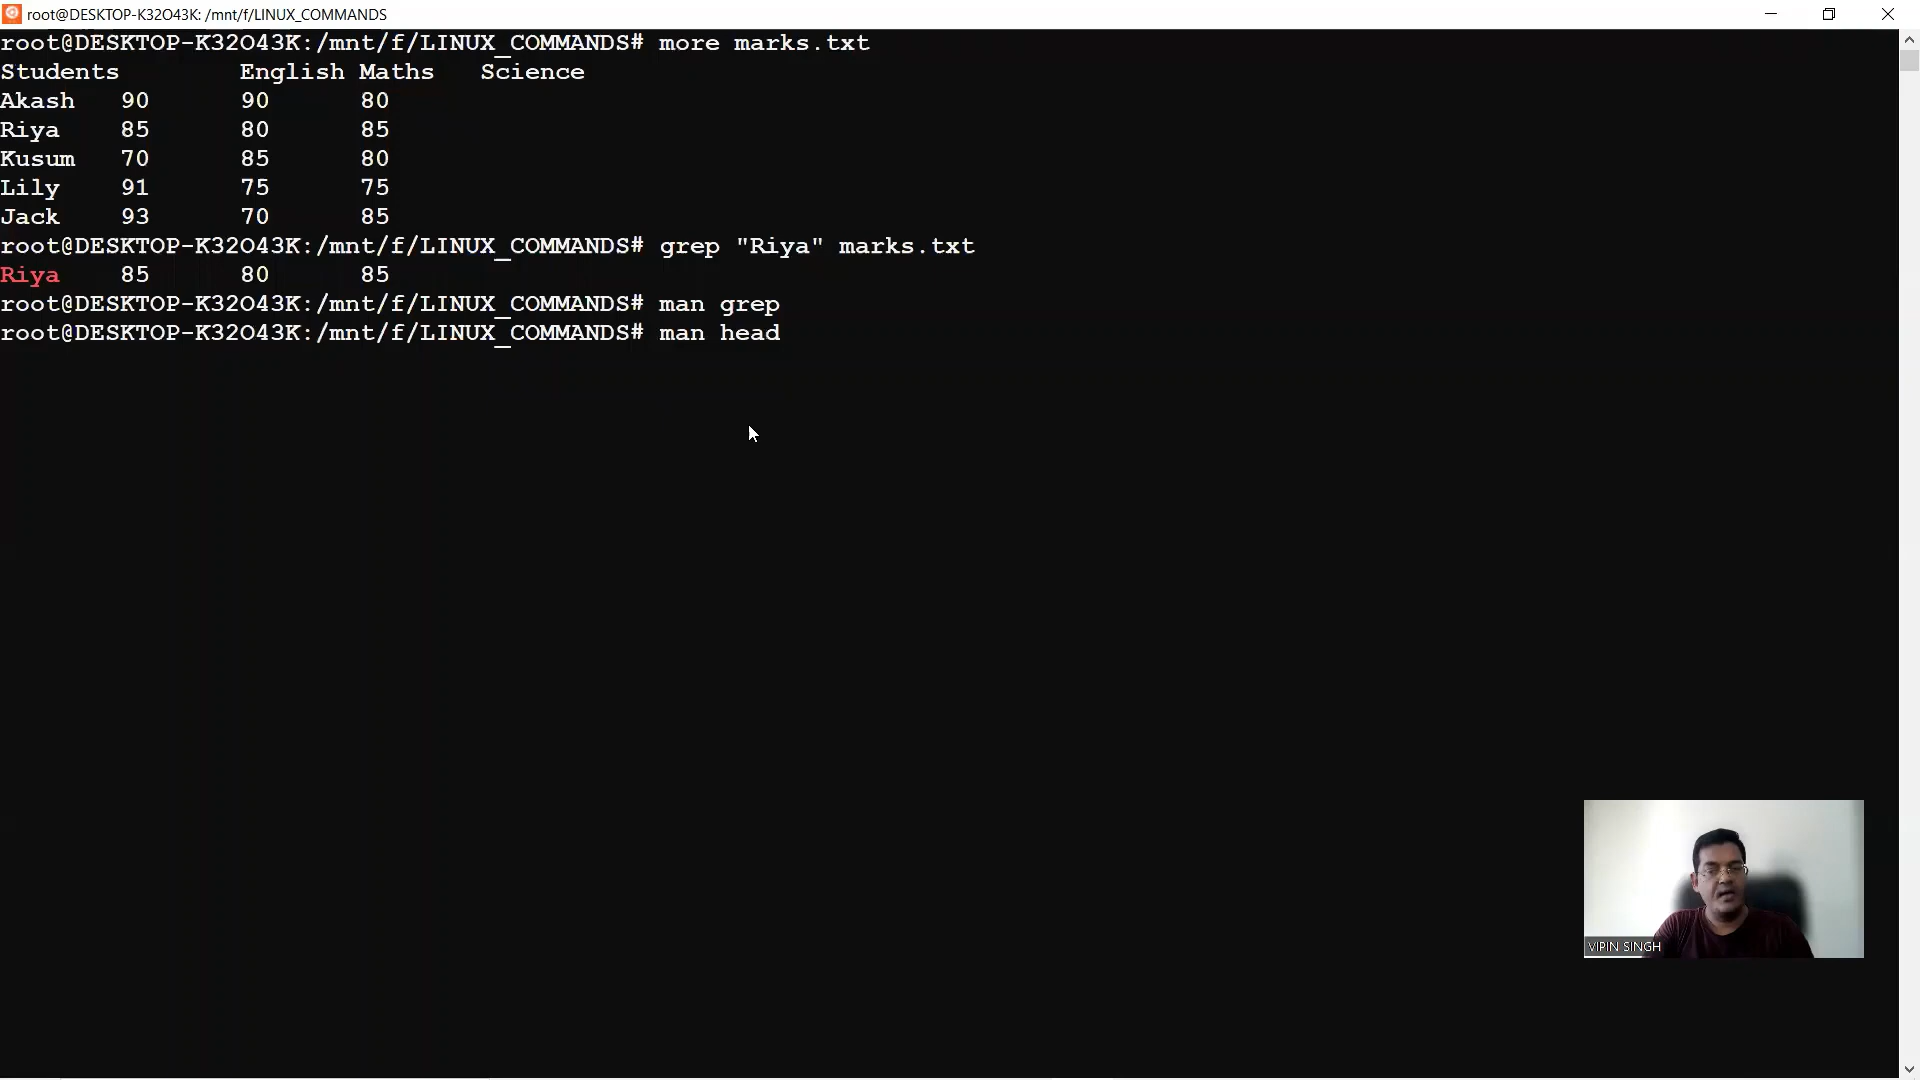 root@DESKTOP-K32O43K: /mnt/f/LINUX_COMMANDS
root@DESKTOP-K32O43K:/mnt/f/LINUX_COMMANDS# more marks.txt
Students English Maths Science
Akash 90 90 80
Riya 85 80 85
Kusum 70 85 80
Lily 91 75 75
Jack 93 70 85
root@DESKTOP-K32O43K:/mnt/f/LINUX_COMMANDS# grep "Riya" marks.txt
Riya 85 80 85
root@DESKTOP-K32O43K:/mnt/f/LINUX_COMMANDS# man grep
root@DESKTOP-K32O43K:/mnt/f/LINUX_COMMANDS# man head
VIPIN SINGH